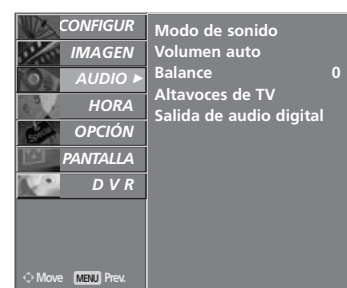 CONFIGUR
IMAGEN
AUDIO ►
HORA
OPCIÓN
PANTALLA
D V R
Modo de sonido
Volumen auto
Balance 0
Altavoces de TV
Salida de audio digital
Move MENU Prev.